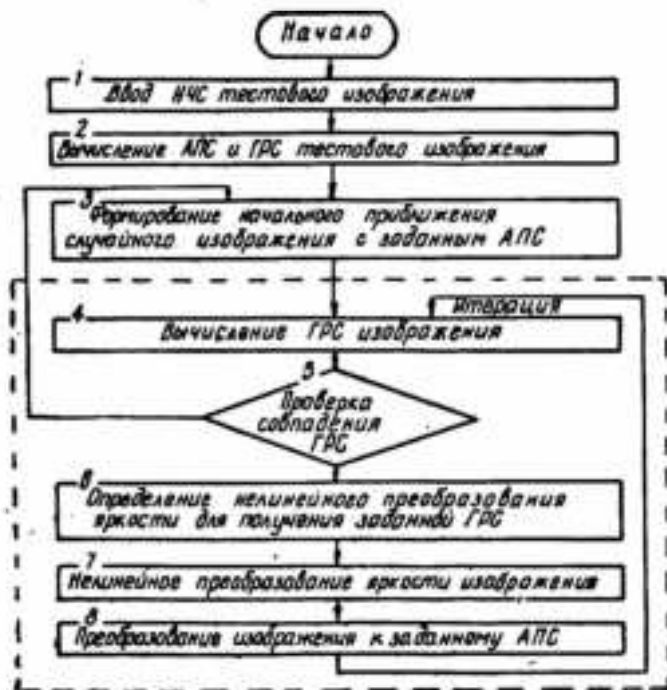 Начало
1
Ввод НЧС тестового изображения
2
Вычисление АПС и ГРС тестового изображения
3
Формирование начального приближения
случайного изображения с заданным АПС
итерация
4
Вычисление ГРС изображения
5
Проверка
совпадения
ГРС
6
Определение нелинейного преобразования
яркости для получения заданной ГРС
7
Нелинейное преобразование яркости изображения
8
Преобразование изображения к заданному АПС